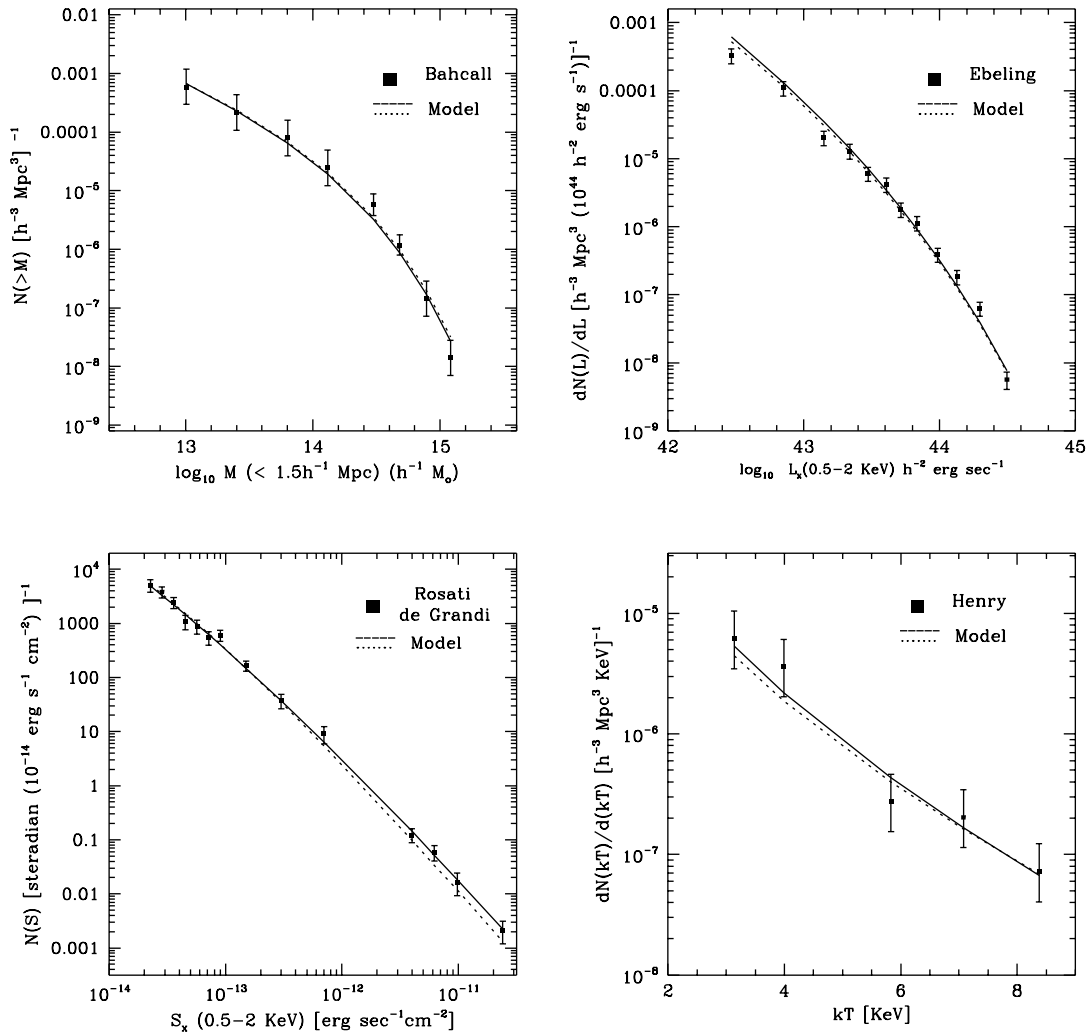 0.01
0.001
0.0001
10⁻⁵
10⁻⁶
10⁻⁷
10⁻⁸
10⁻⁹
N(>M) [h⁻³ Mpc³] ⁻¹
Bahcall
Model
13 14 15
log₁₀ M (< 1.5h⁻¹ Mpc) (h⁻¹ M₀)
0.001
0.0001
10⁻⁵
10⁻⁶
10⁻⁷
10⁻⁸
10⁻⁹
dN(L)/dL [h⁻³ Mpc³ (10⁴⁴ h⁻² erg s⁻¹)]⁻¹
Ebeling
Model
42 43 44 45
log₁₀ Lₓ(0.5−2 KeV) h⁻² erg sec⁻¹
10⁴
1000
100
10
1
0.1
0.01
0.001
N(S) [steradian (10⁻¹⁴ erg s⁻¹ cm⁻²) ]⁻¹
Rosati
de Grandi
Model
10⁻¹⁴ 10⁻¹³ 10⁻¹² 10⁻¹¹
Sₓ (0.5−2 KeV) [erg sec⁻¹cm⁻²]
10⁻⁵
10⁻⁶
10⁻⁷
10⁻⁸
dN(kT)/d(kT) [h⁻³ Mpc³ KeV]⁻¹
Henry
Model
2 4 6 8
kT [KeV]